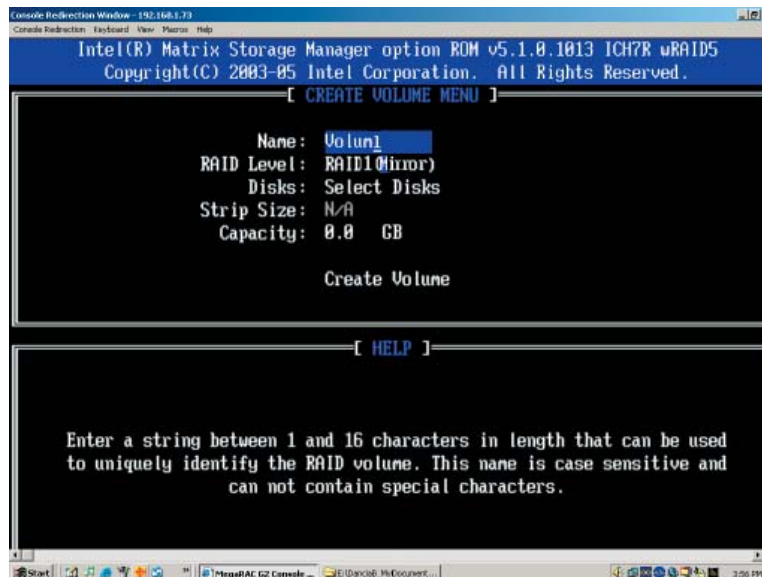 Console Redirection Window - 192.168.1.73
Console Redirection Keyboard View Macros Help
Intel(R) Matrix Storage Manager option ROM v5.1.0.1013 ICH7R wRAID5
Copyright(C) 2003-05 Intel Corporation. All Rights Reserved.
[ CREATE VOLUME MENU ]
Name: Volum1
RAID Level: RAID1(Mirror)
Disks: Select Disks
Strip Size: N/A
Capacity: 0.0 GB
Create Volume
[ HELP ]
Enter a string between 1 and 16 characters in length that can be used
to uniquely identify the RAID volume. This name is case sensitive and
can not contain special characters.
Start » MegaRAC G2 Console ... 3:56 PM